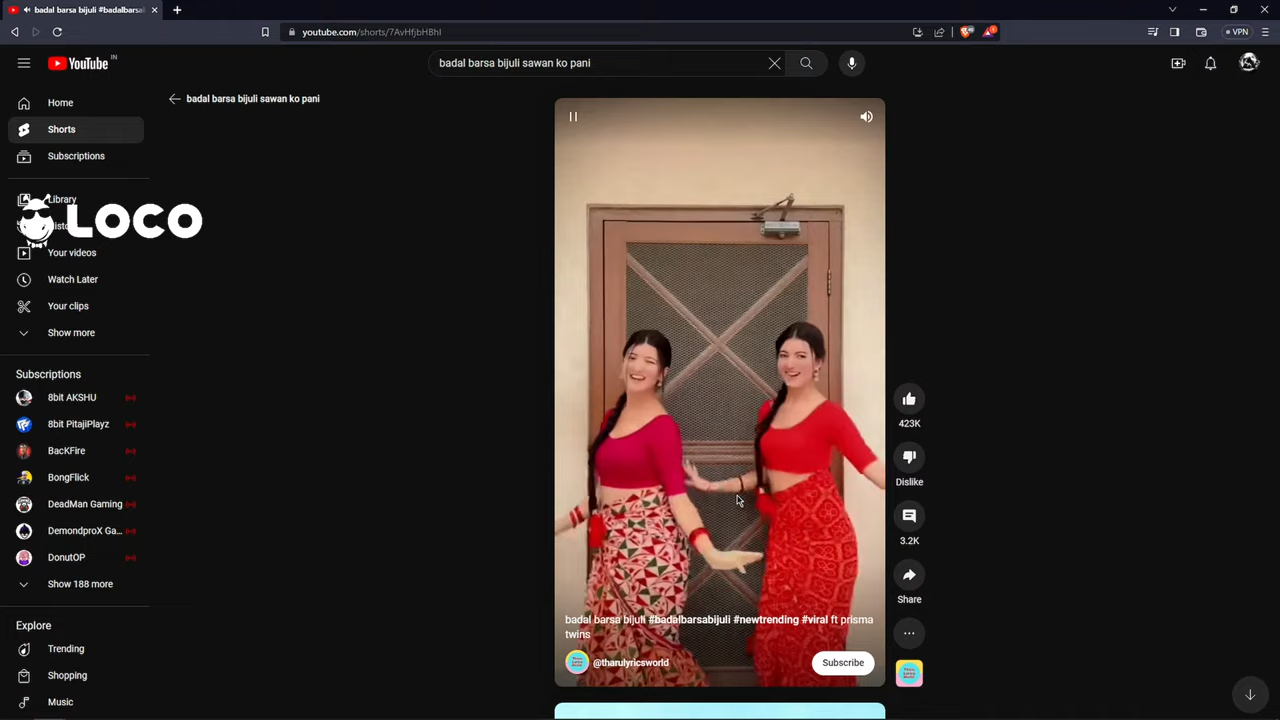 badal barsa bijuli #badalbarsal
youtube.com/shorts/7AvHfjbHBhI
VPN
YouTube IN
badal barsa bijuli sawan ko pani
badal barsa bijuli sawan ko pani
Home
Shorts
Subscriptions
Library
LOCO
Your videos
Watch Later
Your clips
Show more
Subscriptions
8bit AKSHU
8bit PitajiPlayz
BacKFire
BongFlick
DeadMan Gaming
DemondproX Ga...
DonutOP
Show 188 more
Explore
Trending
Shopping
Music
423K
Dislike
3.2K
Share
badal barsa bijuli #badalbarsabijuli #newtrending #viral ft prisma
twins
@tharulyricsworld
Subscribe